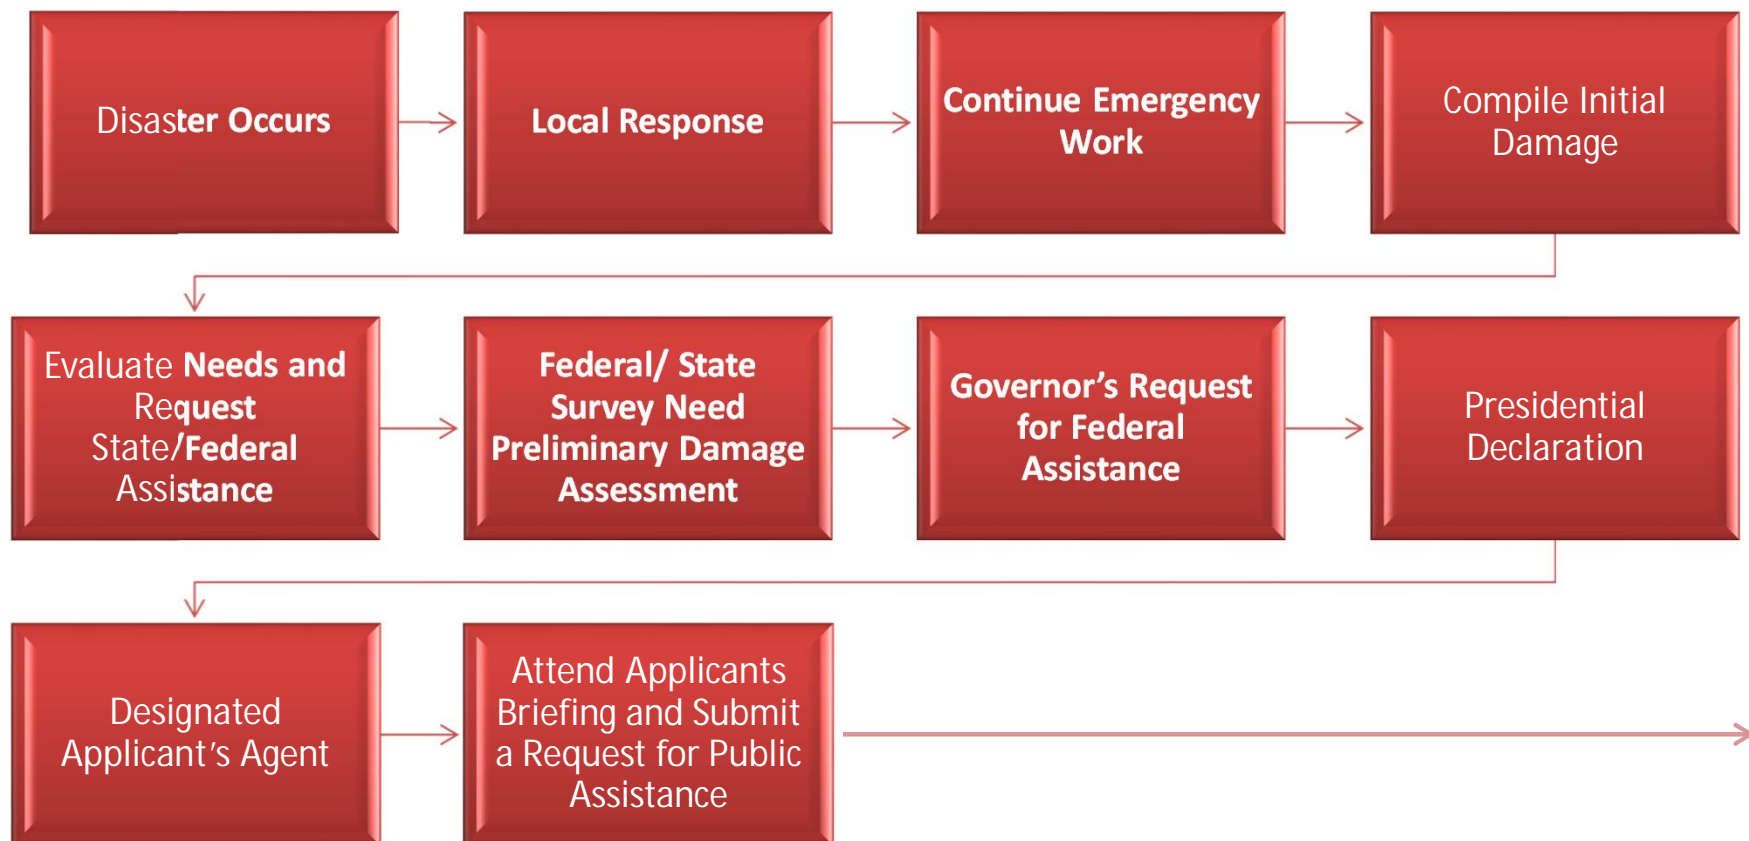 Disaster Occurs
Local Response
Continue Emergency
Work
Compile Initial
Damage
Evaluate Needs and
Request
State/Federal
Assistance
Federal/ State
Survey Need
Preliminary Damage
Assessment
Governor’s Request
for Federal
Assistance
Presidential
Declaration
Designated
Applicant’s Agent
Attend Applicants
Briefing and Submit
a Request for Public
Assistance